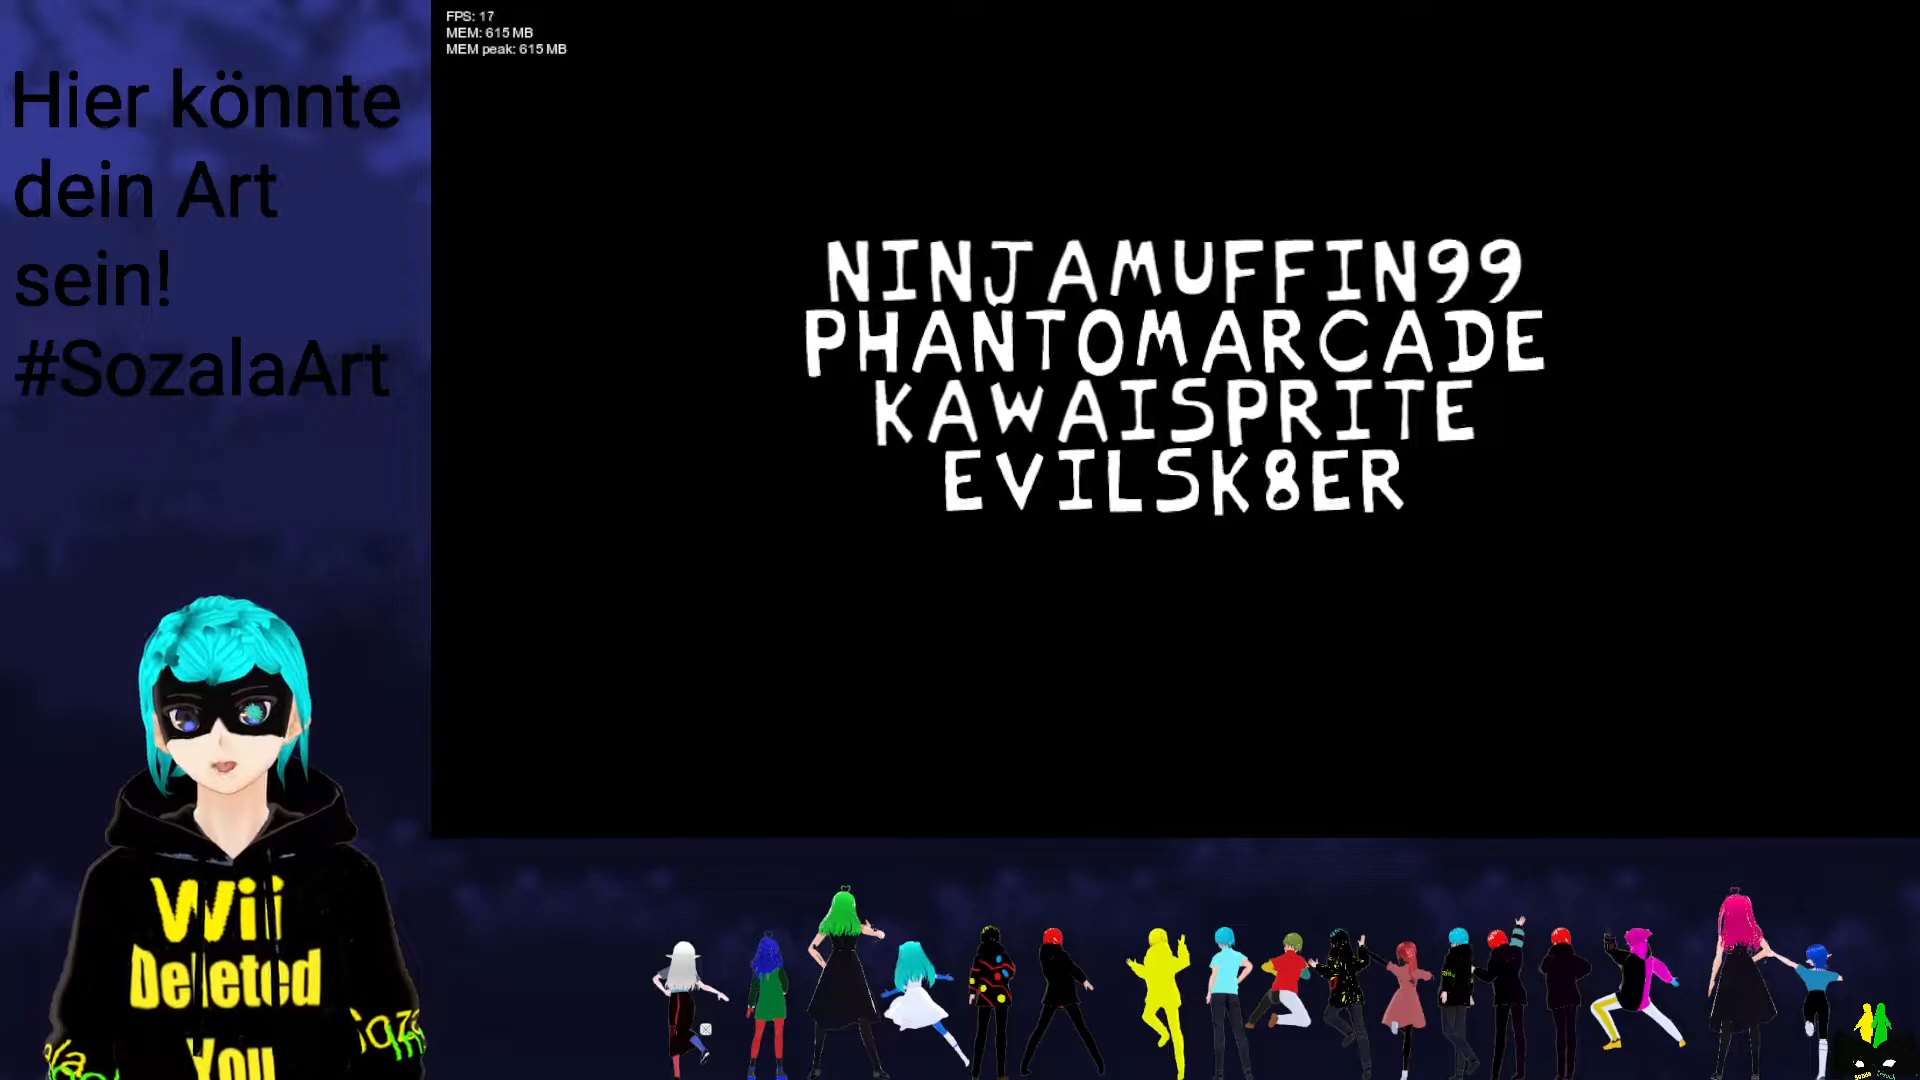 FPS: 17
MEM: 615 MB
MEM peak: 615 MB
Hier könnte
dein Art
sein!
#SozalaArt
NINJAMUFFIN99
PHANTOMARCADE
KAWAISPRITE
EVILSK8ER
Wii
Deleted
You